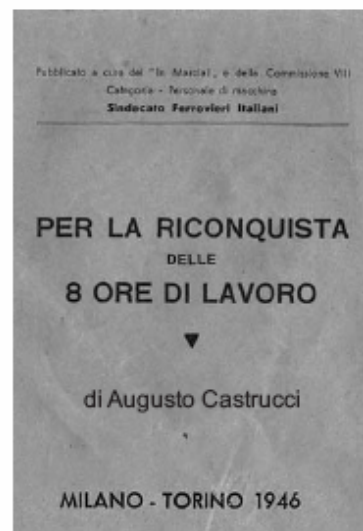 Pubblicato a cura del "In Marcia!" e della Commissione VIII
Categoria - Personale di macchina
Sindacato Ferrovieri Italiani
PER LA RICONQUISTA
DELLE
8 ORE DI LAVORO
di Augusto Castrucci
MILANO - TORINO 1946